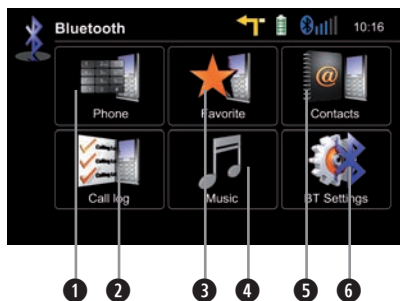 Bluetooth 10:16
Phone Favorite Contacts
Call log Music BT Settings
1 2 3 4 5 6